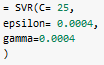 = SVR(C= 25,
epsilon= 0.0004,
gamma=0.0004
)